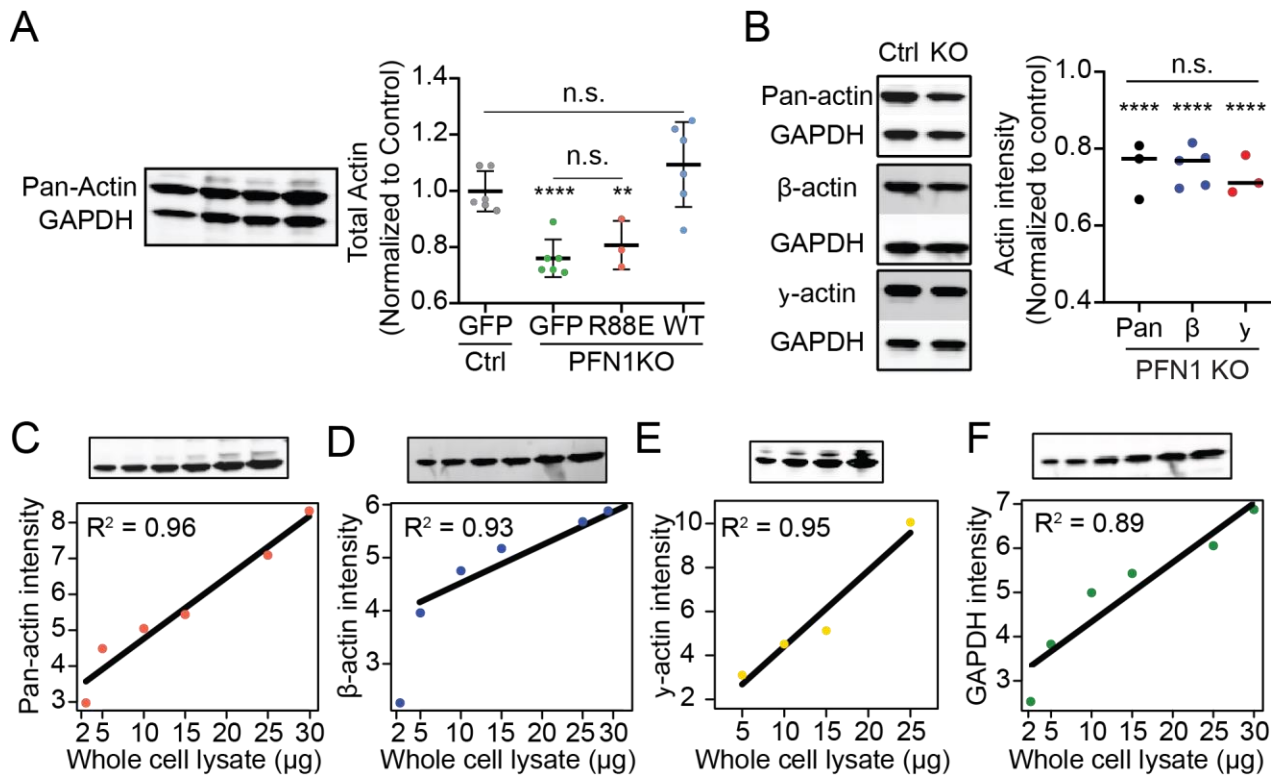 A
Pan-Actin
GAPDH
Total Actin
(Normalized to Control)
1.4
1.2
1.0
0.8
0.6
n.s.
n.s.
**** **
GFP GFP R88E WT
Ctrl PFN1KO
B
Ctrl KO
Pan-actin
GAPDH
β-actin
GAPDH
y-actin
GAPDH
Actin intensity
(Normalized to control)
1.0
0.8
0.6
0.4
n.s.
**** **** ****
Pan β y
PFN1 KO
C
R² = 0.96
Pan-actin intensity
8
7
6
5
4
3
2 5 10 15 20 25 30
Whole cell lysate (µg)
D
R² = 0.93
β-actin intensity
6
5
4
3
2 5 10 15 20 25 30
Whole cell lysate (µg)
E
R² = 0.95
y-actin intensity
10
8
6
4
2
5 10 15 20 25
Whole cell lysate (µg)
F
R² = 0.89
GAPDH intensity
7
6
5
4
3
2 5 10 15 20 25 30
Whole cell lysate (µg)